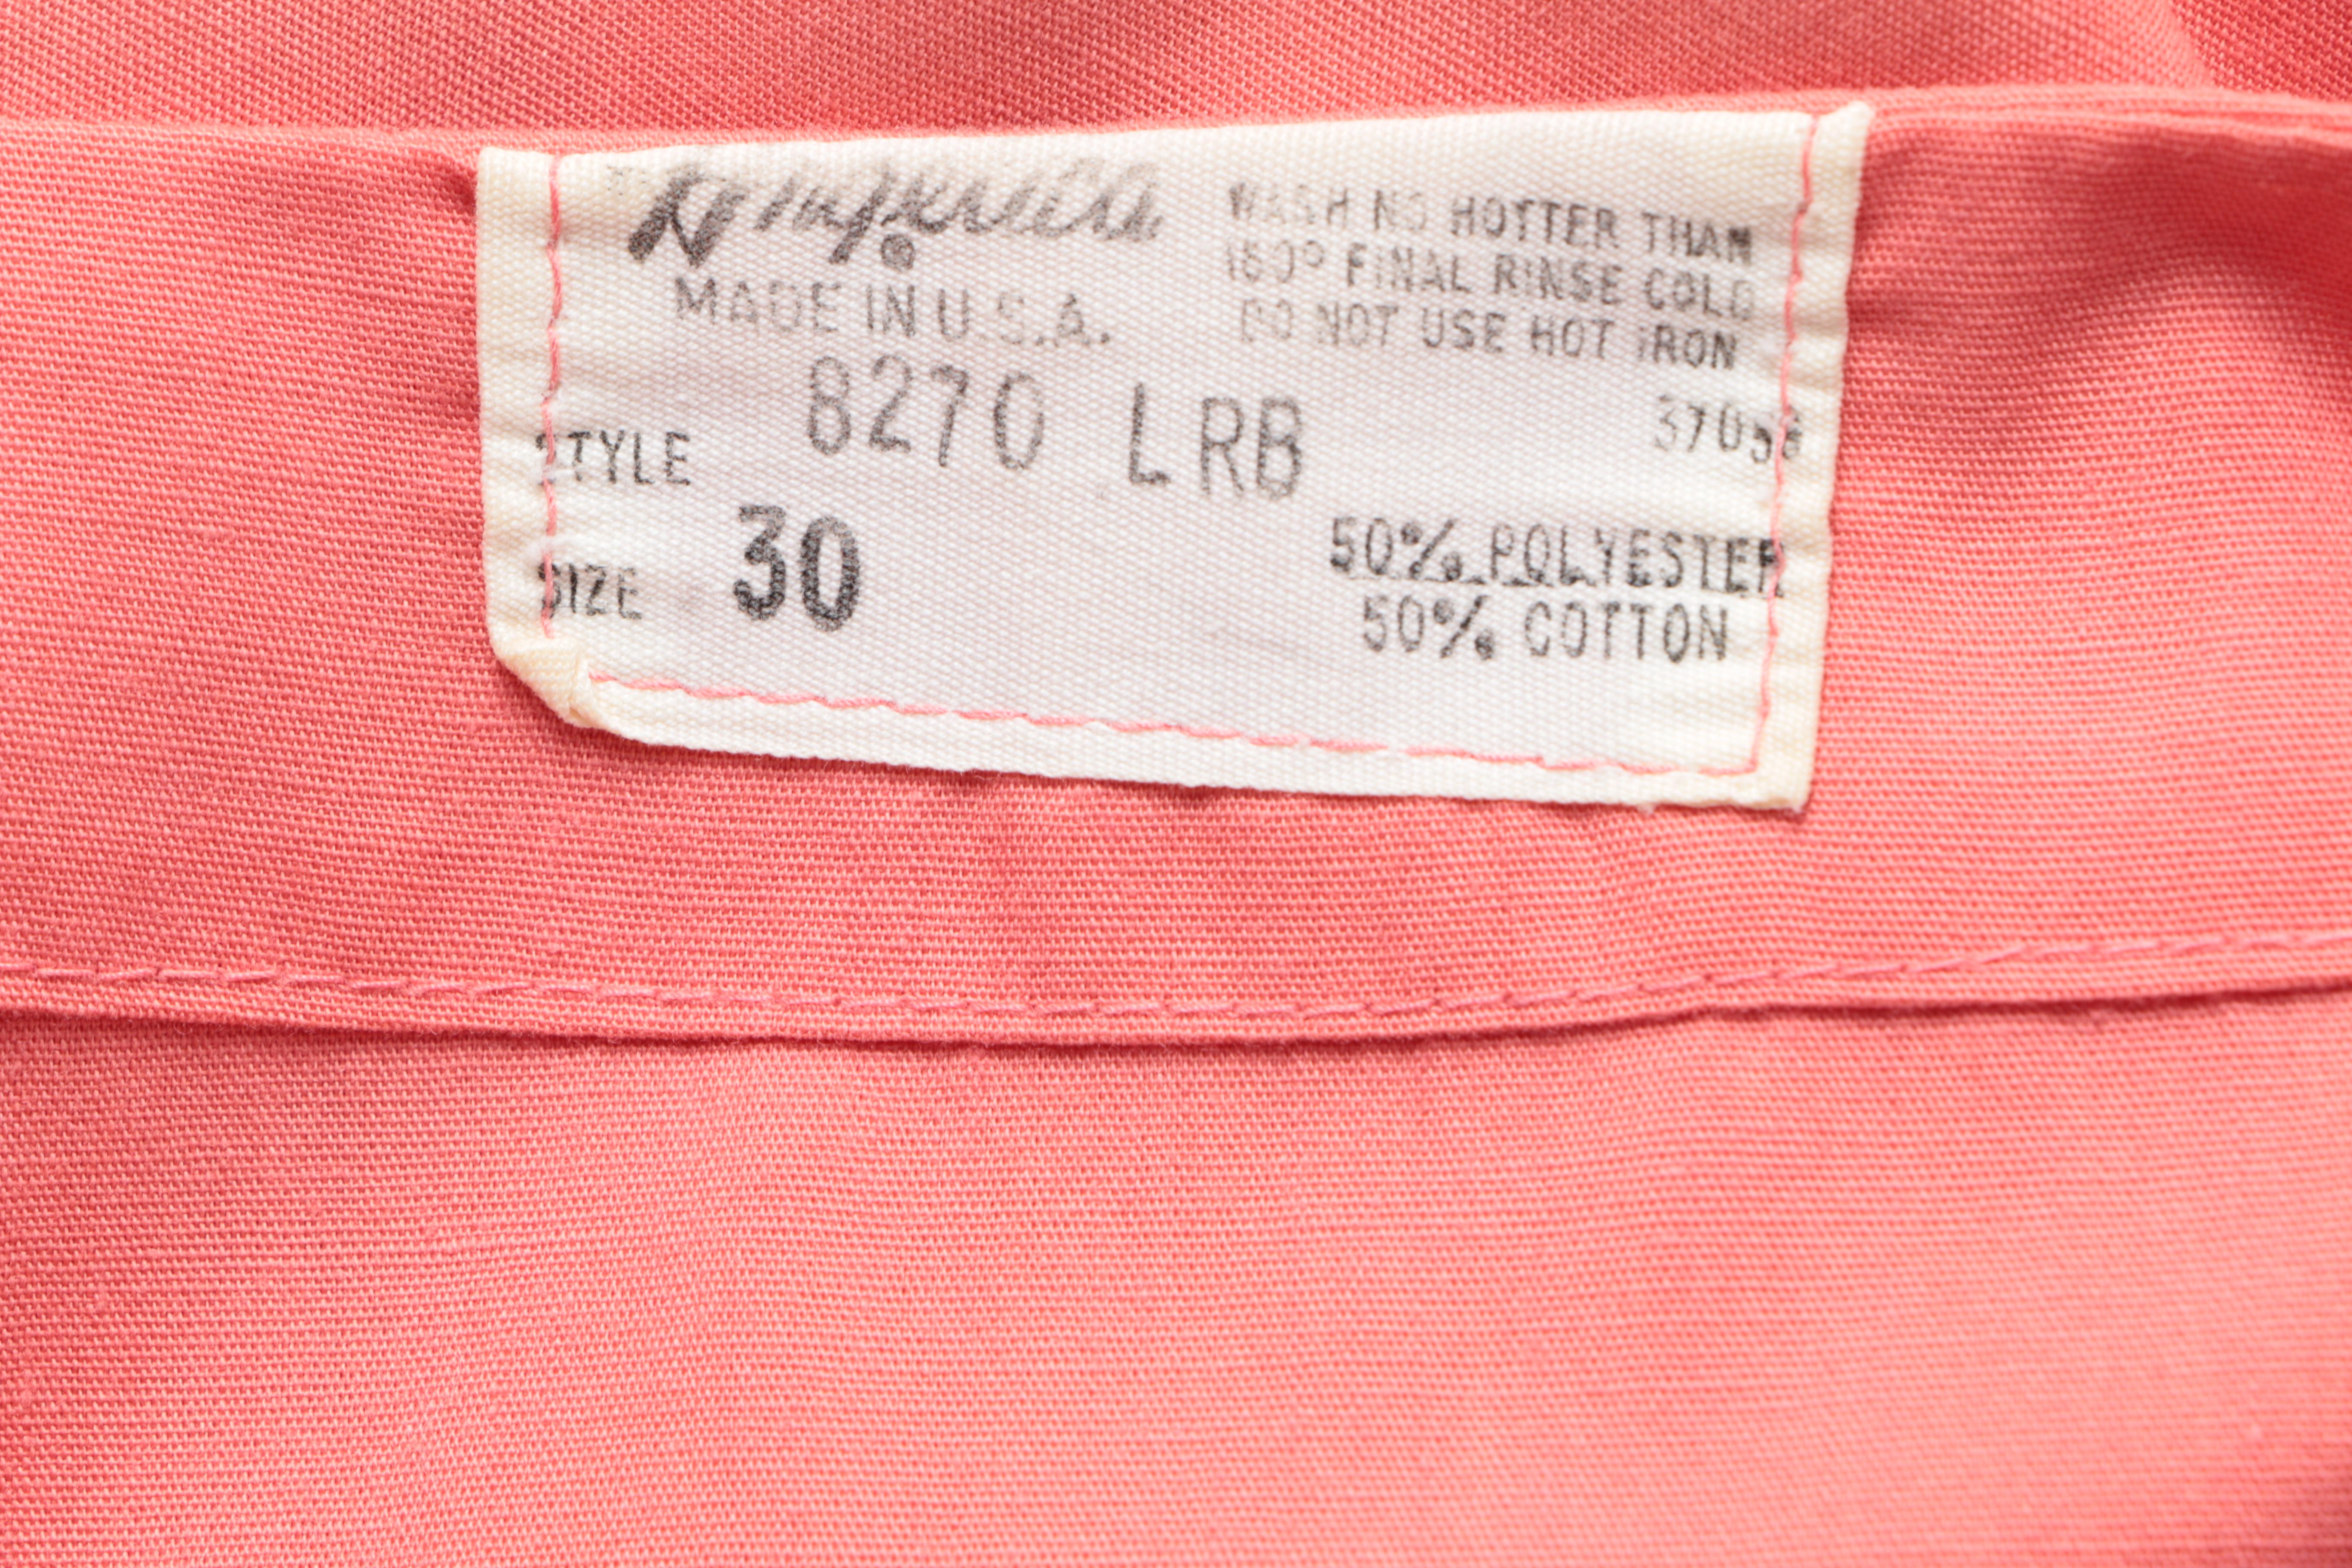 MADE IN U.S.A.
WASH NO HOTTER THAN
160° FINAL RINSE COLD
DO NOT USE HOT IRON
STYLE 8270 LRB
SIZE 30
50% POLYESTER
50% COTTON